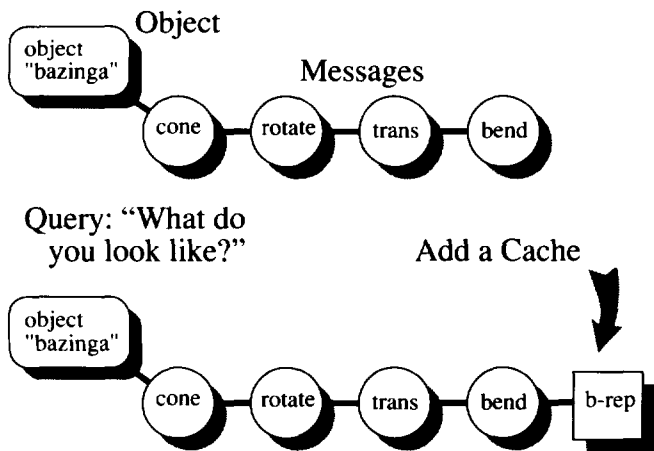 Object
object
"bazinga"
Messages
cone rotate trans bend
Query: “What do
you look like?”
Add a Cache
object
"bazinga"
cone rotate trans bend b-rep